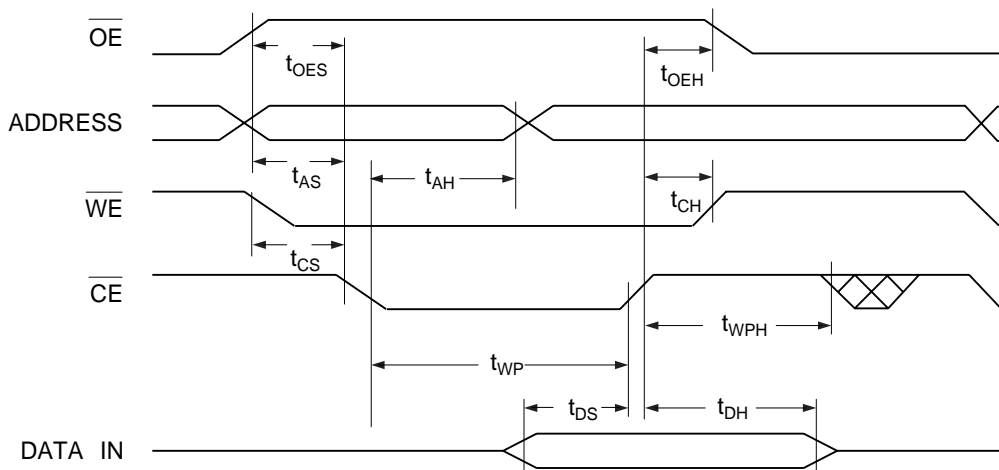 OE
tOES
tOEH
ADDRESS
tAS
tAH
tCH
WE
tCS
CE
tWPH
tWP
tDS
tDH
DATA IN